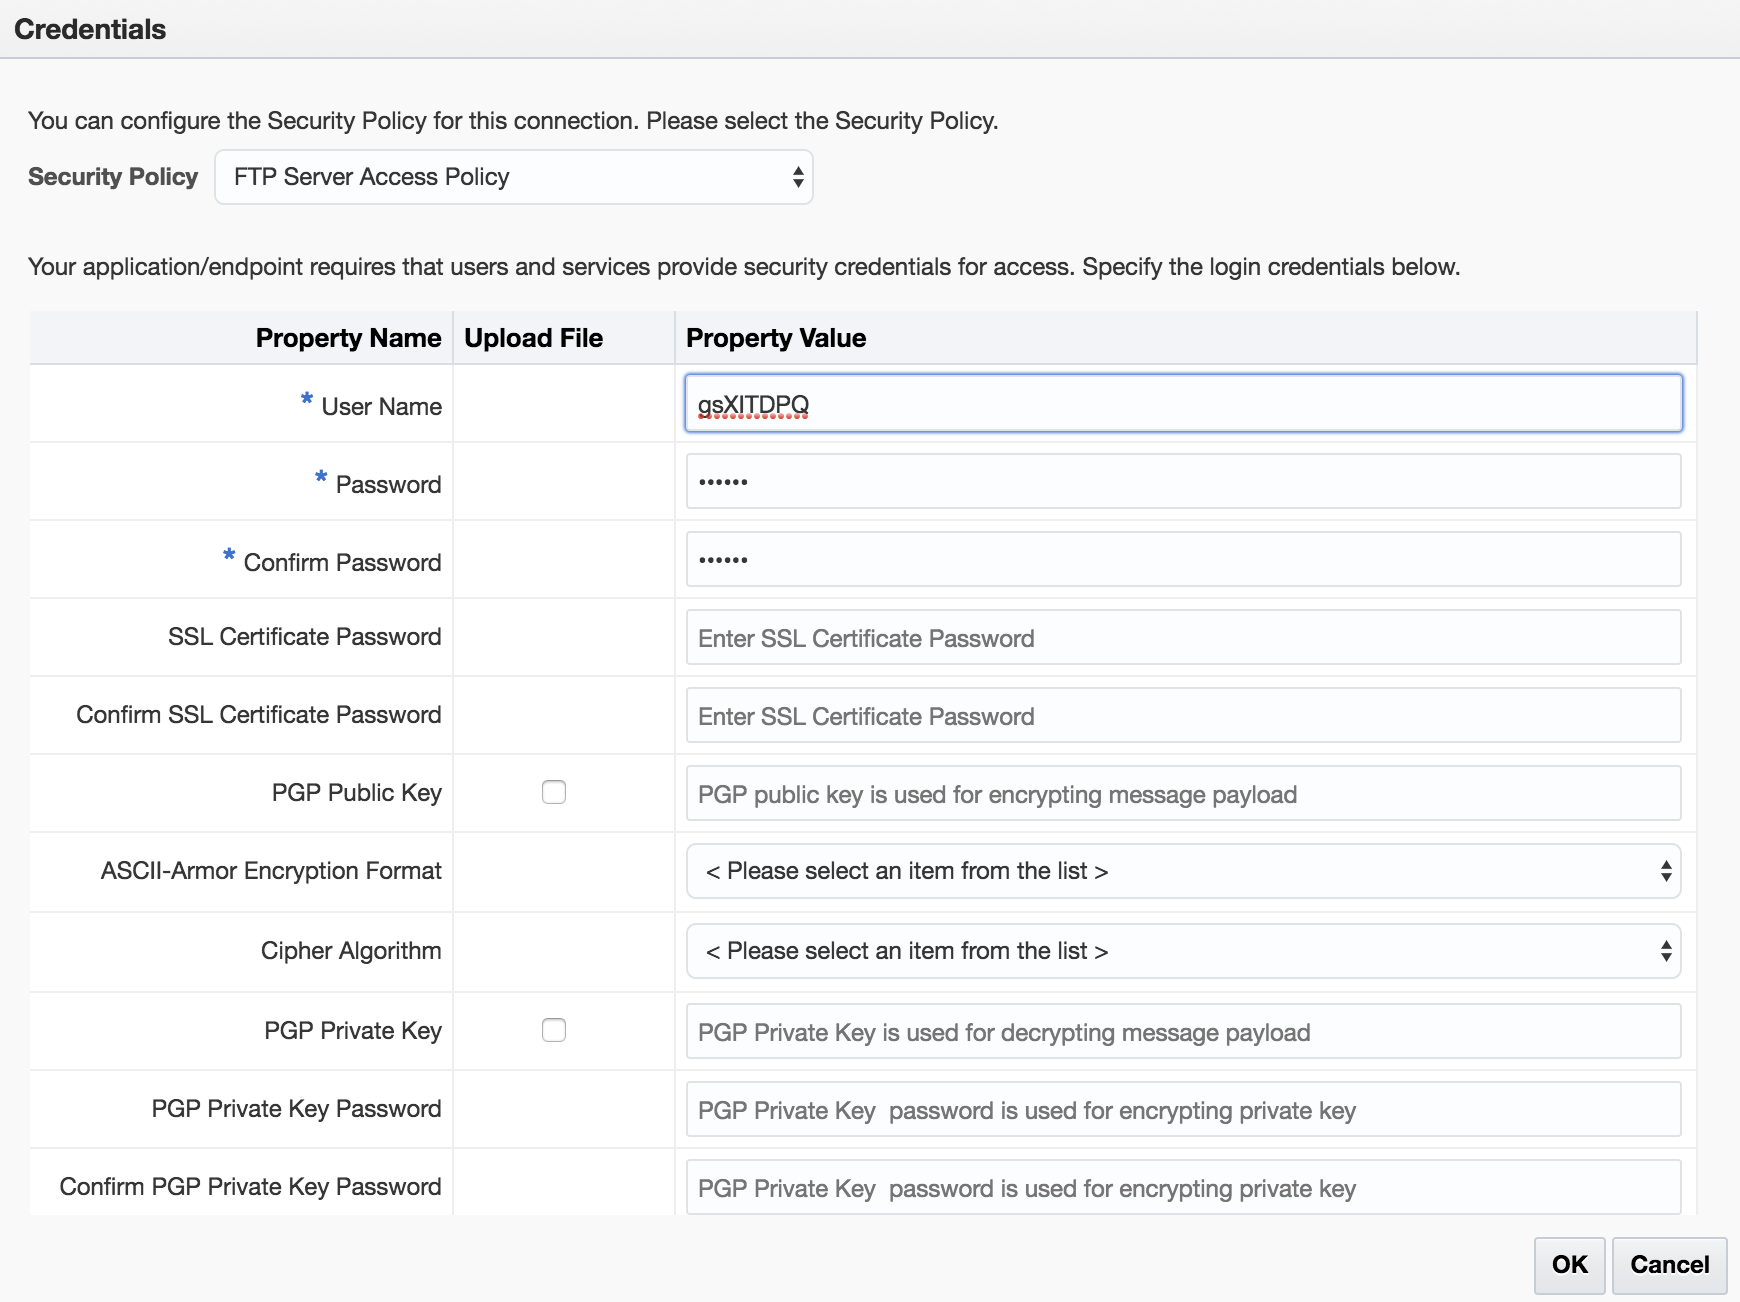 Credentials
You can configure the Security Policy for this connection. Please select the Security Policy.
Security Policy FTP Server Access Policy
Your application/endpoint requires that users and services provide security credentials for access. Specify the login credentials below.
Property Name Upload File Property Value
* User Name gsXITDPQ
* Password ••••••
* Confirm Password ••••••
SSL Certificate Password Enter SSL Certificate Password
Confirm SSL Certificate Password Enter SSL Certificate Password
PGP Public Key PGP public key is used for encrypting message payload
ASCII-Armor Encryption Format < Please select an item from the list >
Cipher Algorithm < Please select an item from the list >
PGP Private Key PGP Private Key is used for decrypting message payload
PGP Private Key Password PGP Private Key  password is used for encrypting private key
Confirm PGP Private Key Password PGP Private Key  password is used for encrypting private key
OK Cancel